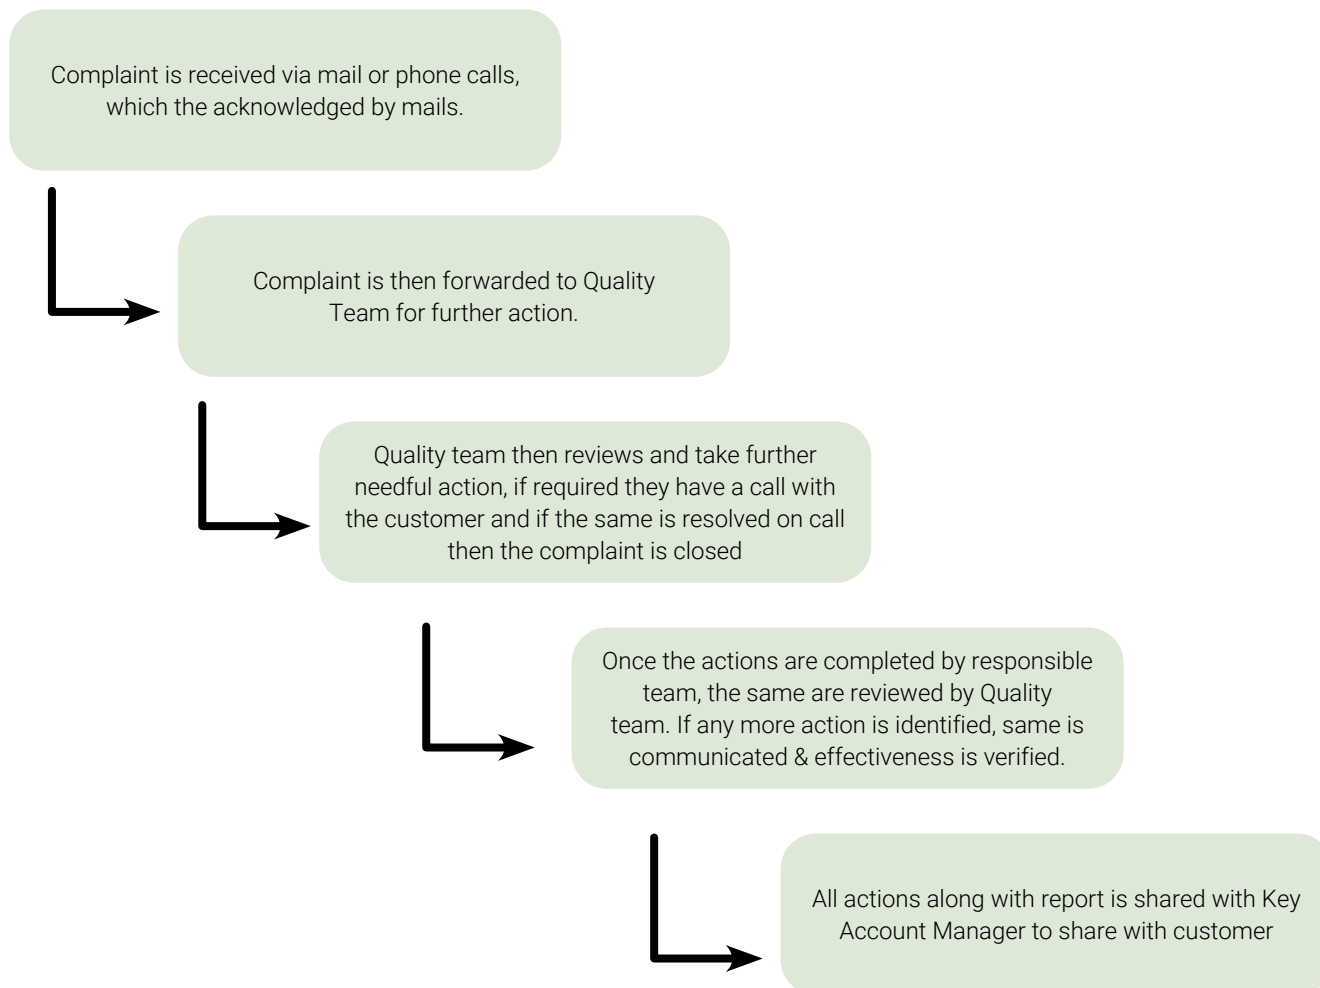 Complaint is received via mail or phone calls,
which the acknowledged by mails.
Complaint is then forwarded to Quality
Team for further action.
Quality team then reviews and take further
needful action, if required they have a call with
the customer and if the same is resolved on call
then the complaint is closed
Once the actions are completed by responsible
team, the same are reviewed by Quality
team. If any more action is identified, same is
communicated & effectiveness is verified.
All actions along with report is shared with Key
Account Manager to share with customer